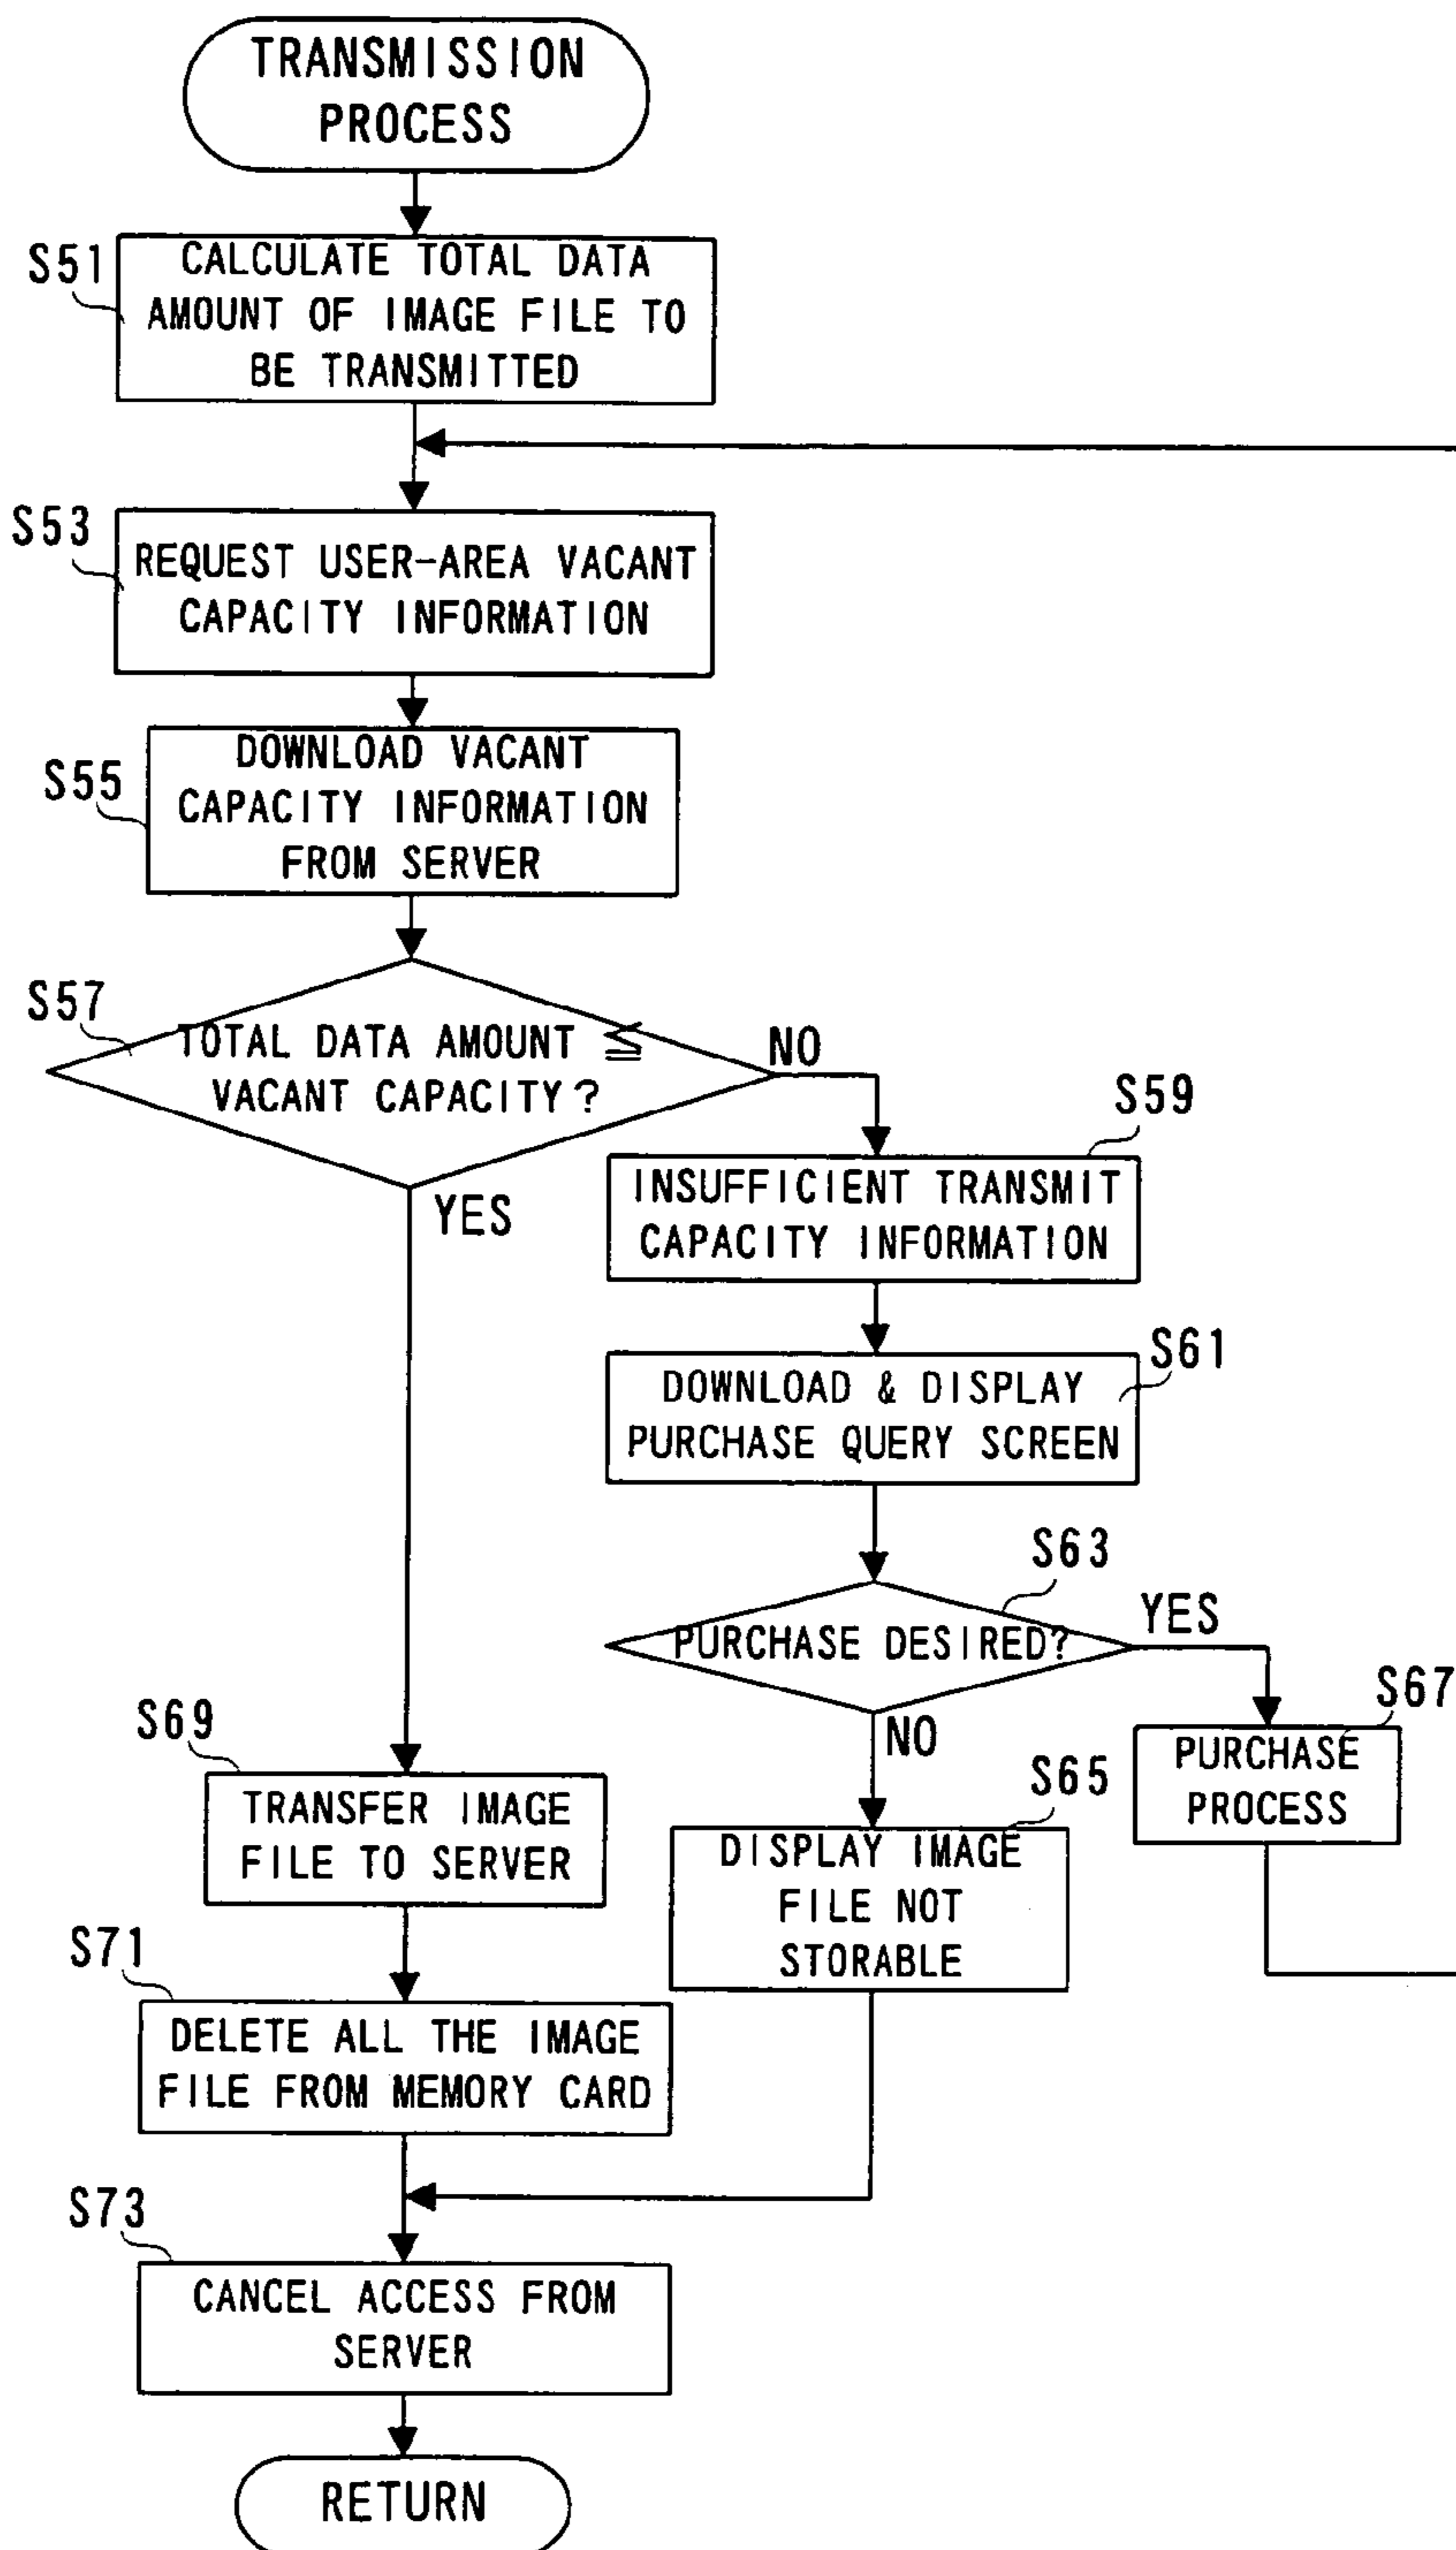 TRANSMISSION
PROCESS
S51
CALCULATE TOTAL DATA
AMOUNT OF IMAGE FILE TO
BE TRANSMITTED
S53
REQUEST USER-AREA VACANT
CAPACITY INFORMATION
S55
DOWNLOAD VACANT
CAPACITY INFORMATION
FROM SERVER
S57
TOTAL DATA AMOUNT ≦
VACANT CAPACITY?
NO
YES
S59
INSUFFICIENT TRANSMIT
CAPACITY INFORMATION
S61
DOWNLOAD & DISPLAY
PURCHASE QUERY SCREEN
S63
PURCHASE DESIRED?
YES
NO
S67
PURCHASE
PROCESS
S65
DISPLAY IMAGE
FILE NOT
STORABLE
S69
TRANSFER IMAGE
FILE TO SERVER
S71
DELETE ALL THE IMAGE
FILE FROM MEMORY CARD
S73
CANCEL ACCESS FROM
SERVER
RETURN